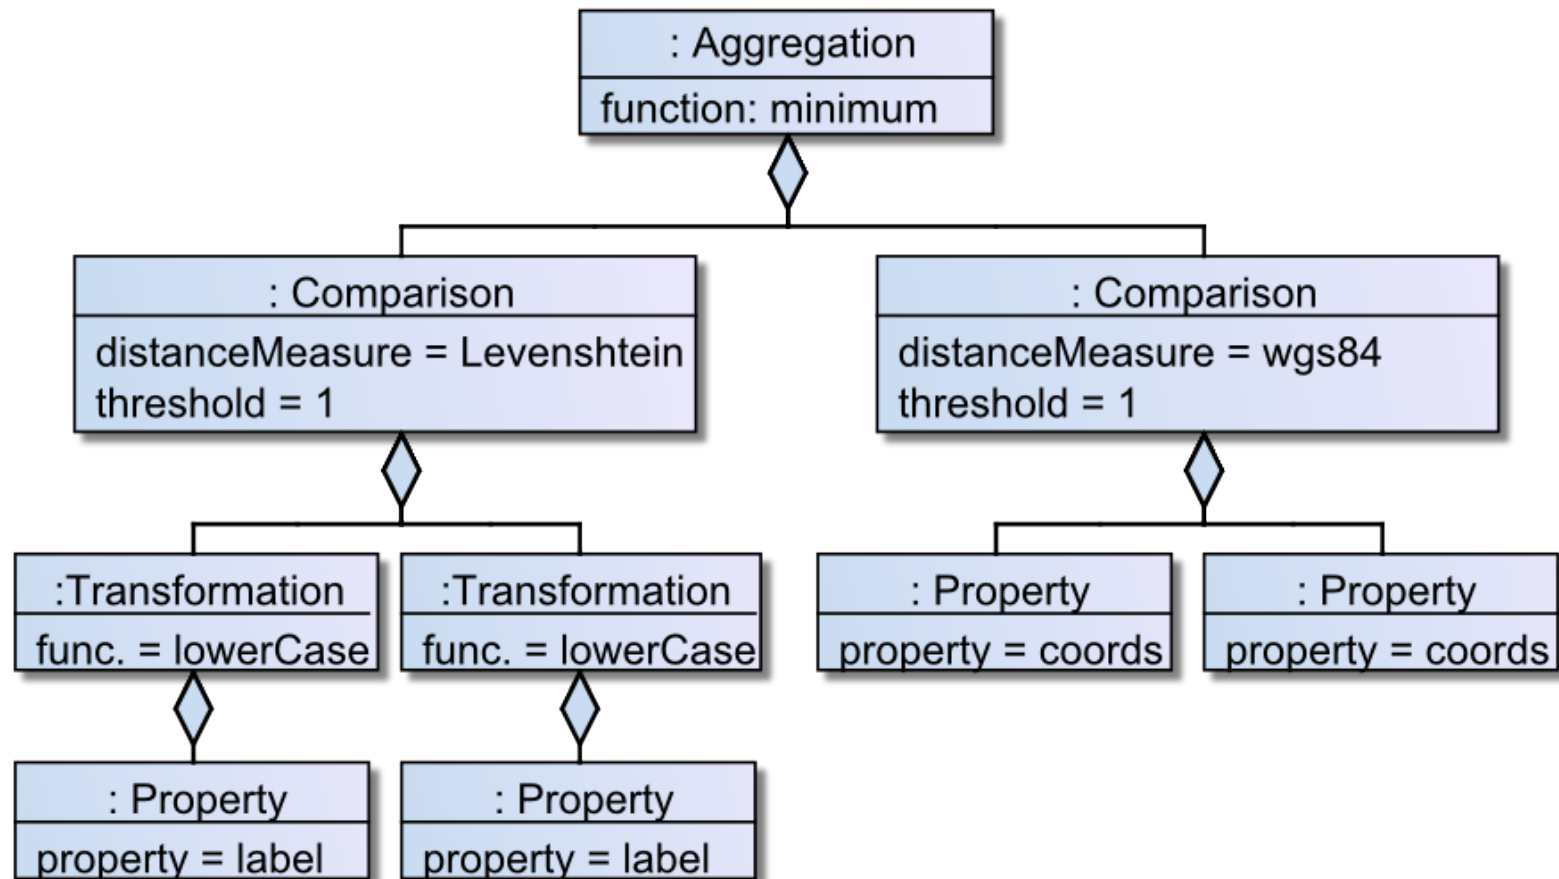 : Aggregation
function: minimum
: Comparison
distanceMeasure = Levenshtein
threshold = 1
: Comparison
distanceMeasure = wgs84
threshold = 1
:Transformation
func. = lowerCase
:Transformation
func. = lowerCase
: Property
property = coords
: Property
property = coords
: Property
property = label
: Property
property = label